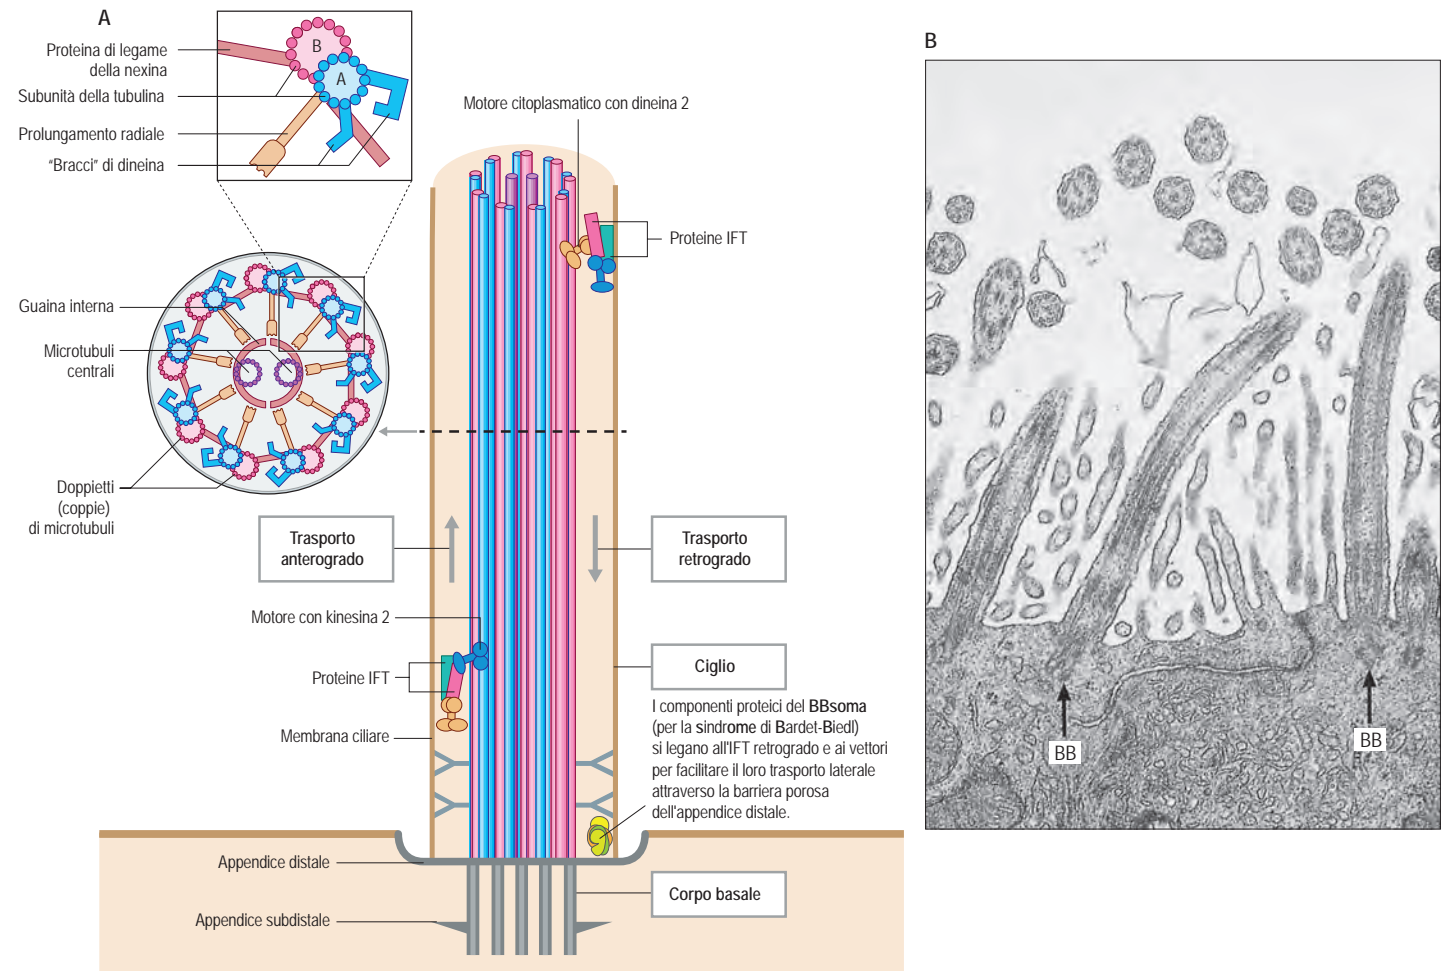 A
Proteina di legame
della nexina
Subunità della tubulina
Prolungamento radiale
“Bracci” di dineina
B
A
Guaina interna
Microtubuli
centrali
Doppietti
(coppie)
di microtubuli
Motore citoplasmatico con dineina 2
Proteine IFT
Trasporto
anterogrado
Trasporto
retrogrado
Motore con kinesina 2
Proteine IFT
Membrana ciliare
Ciglio
I componenti proteici del BBsoma
(per la sindrome di Bardet-Biedl)
si legano all'IFT retrogrado e ai vettori
per facilitare il loro trasporto laterale
attraverso la barriera porosa
dell'appendice distale.
Appendice distale
Corpo basale
Appendice subdistale
B
BB
BB